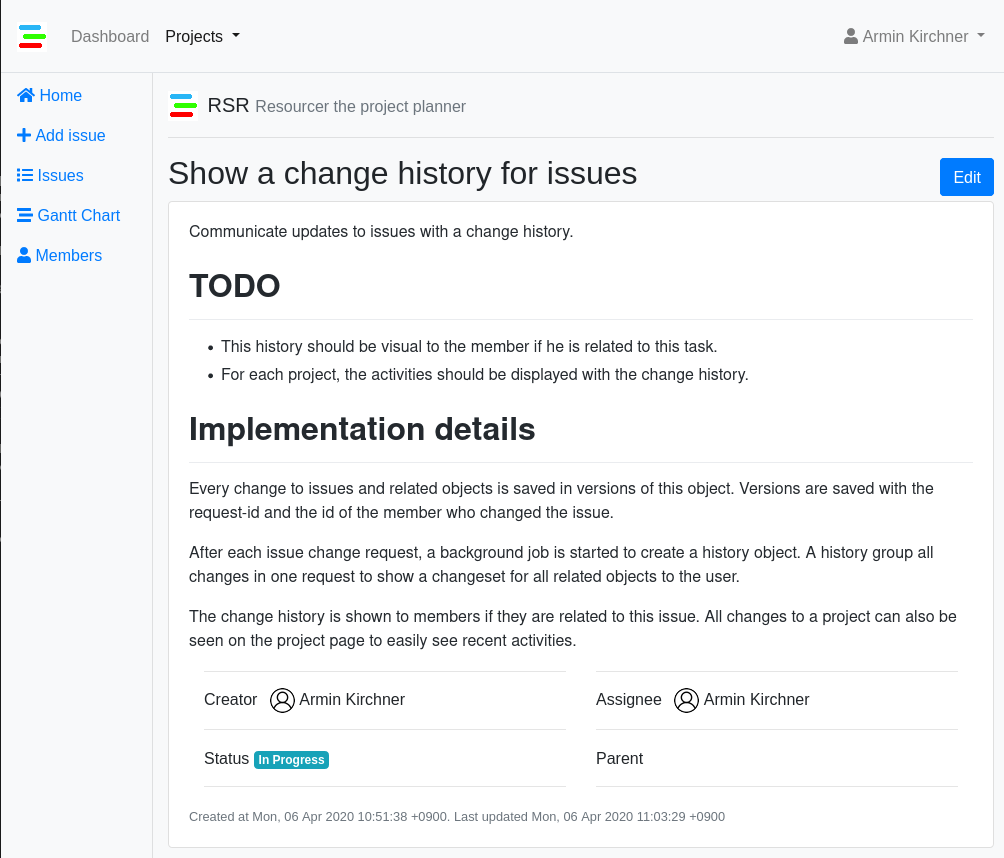 Dashboard Projects Armin Kirchner
Home
Add issue
Issues
Gantt Chart
Members
RSR Resourcer the project planner
Show a change history for issues
Edit
Communicate updates to issues with a change history.
TODO
• This history should be visual to the member if he is related to this task.
• For each project, the activities should be displayed with the change history.
Implementation details
Every change to issues and related objects is saved in versions of this object. Versions are saved with the
request-id and the id of the member who changed the issue.
After each issue change request, a background job is started to create a history object. A history group all
changes in one request to show a changeset for all related objects to the user.
The change history is shown to members if they are related to this issue. All changes to a project can also be
seen on the project page to easily see recent activities.
Creator Armin Kirchner
Assignee Armin Kirchner
Status In Progress
Parent
Created at Mon, 06 Apr 2020 10:51:38 +0900. Last updated Mon, 06 Apr 2020 11:03:29 +0900